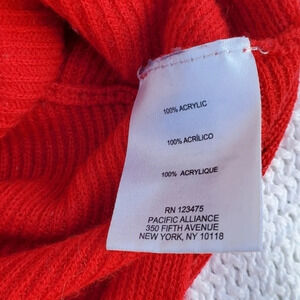 100% ACRYLIC
100% ACRÍLICO
100% ACRYLIQUE
RN 123475
PACIFIC ALLIANCE
350 FIFTH AVENUE
NEW YORK, NY 10118